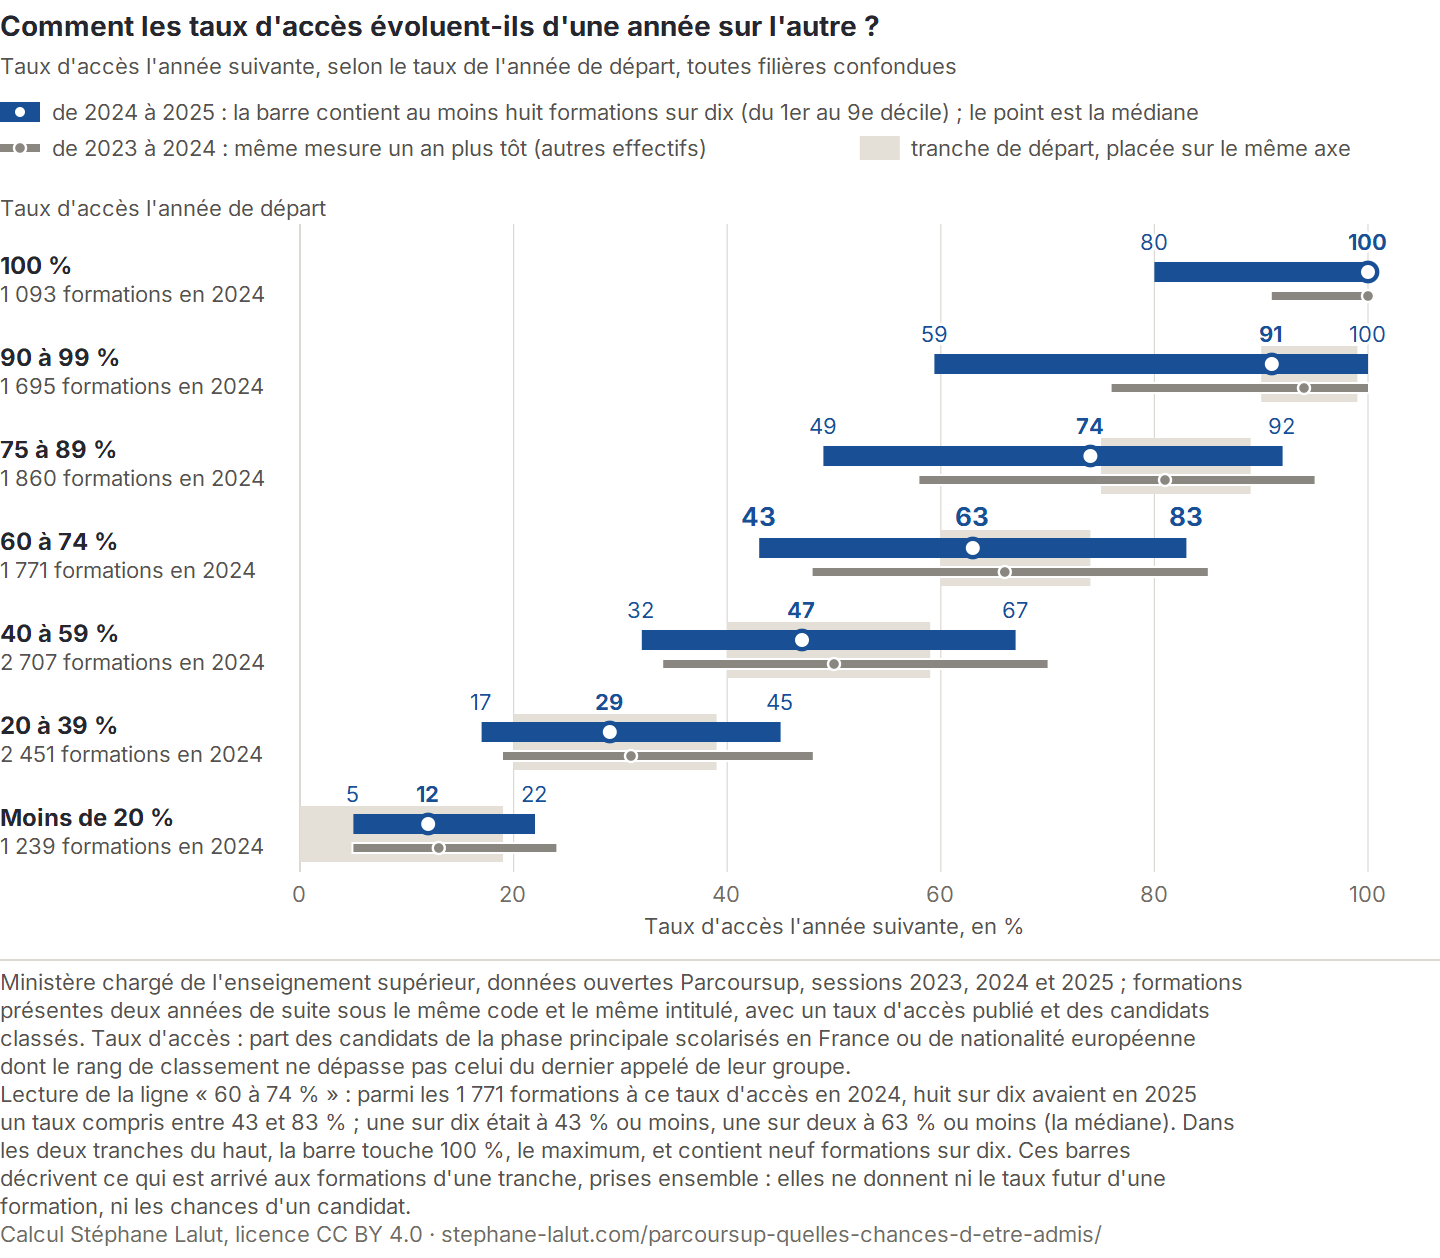 Comment les taux d'accès évoluent-ils d'une année sur l'autre ?
Taux d'accès l'année suivante, selon le taux de l'année de départ, toutes filières confondues
de 2024 à 2025 : la barre contient au moins huit formations sur dix (du 1er au 9e décile) ; le point est la médiane
de 2023 à 2024 : même mesure un an plus tôt (autres effectifs)
tranche de départ, placée sur le même axe
Taux d'accès l'année de départ
80 100
100 %
1 093 formations en 2024
59 91 100
90 à 99 %
1 695 formations en 2024
49 74 92
75 à 89 %
1 860 formations en 2024
43 63 83
60 à 74 %
1 771 formations en 2024
32 47 67
40 à 59 %
2 707 formations en 2024
17 29 45
20 à 39 %
2 451 formations en 2024
5 12 22
Moins de 20 %
1 239 formations en 2024
0 20 40 60 80 100
Taux d'accès l'année suivante, en %
Ministère chargé de l'enseignement supérieur, données ouvertes Parcoursup, sessions 2023, 2024 et 2025 ; formations
présentes deux années de suite sous le même code et le même intitulé, avec un taux d'accès publié et des candidats
classés. Taux d'accès : part des candidats de la phase principale scolarisés en France ou de nationalité européenne
dont le rang de classement ne dépasse pas celui du dernier appelé de leur groupe.
Lecture de la ligne « 60 à 74 % » : parmi les 1 771 formations à ce taux d'accès en 2024, huit sur dix avaient en 2025
un taux compris entre 43 et 83 % ; une sur dix était à 43 % ou moins, une sur deux à 63 % ou moins (la médiane). Dans
les deux tranches du haut, la barre touche 100 %, le maximum, et contient neuf formations sur dix. Ces barres
décrivent ce qui est arrivé aux formations d'une tranche, prises ensemble : elles ne donnent ni le taux futur d'une
formation, ni les chances d'un candidat.
Calcul Stéphane Lalut, licence CC BY 4.0 · stephane-lalut.com/parcoursup-quelles-chances-d-etre-admis/